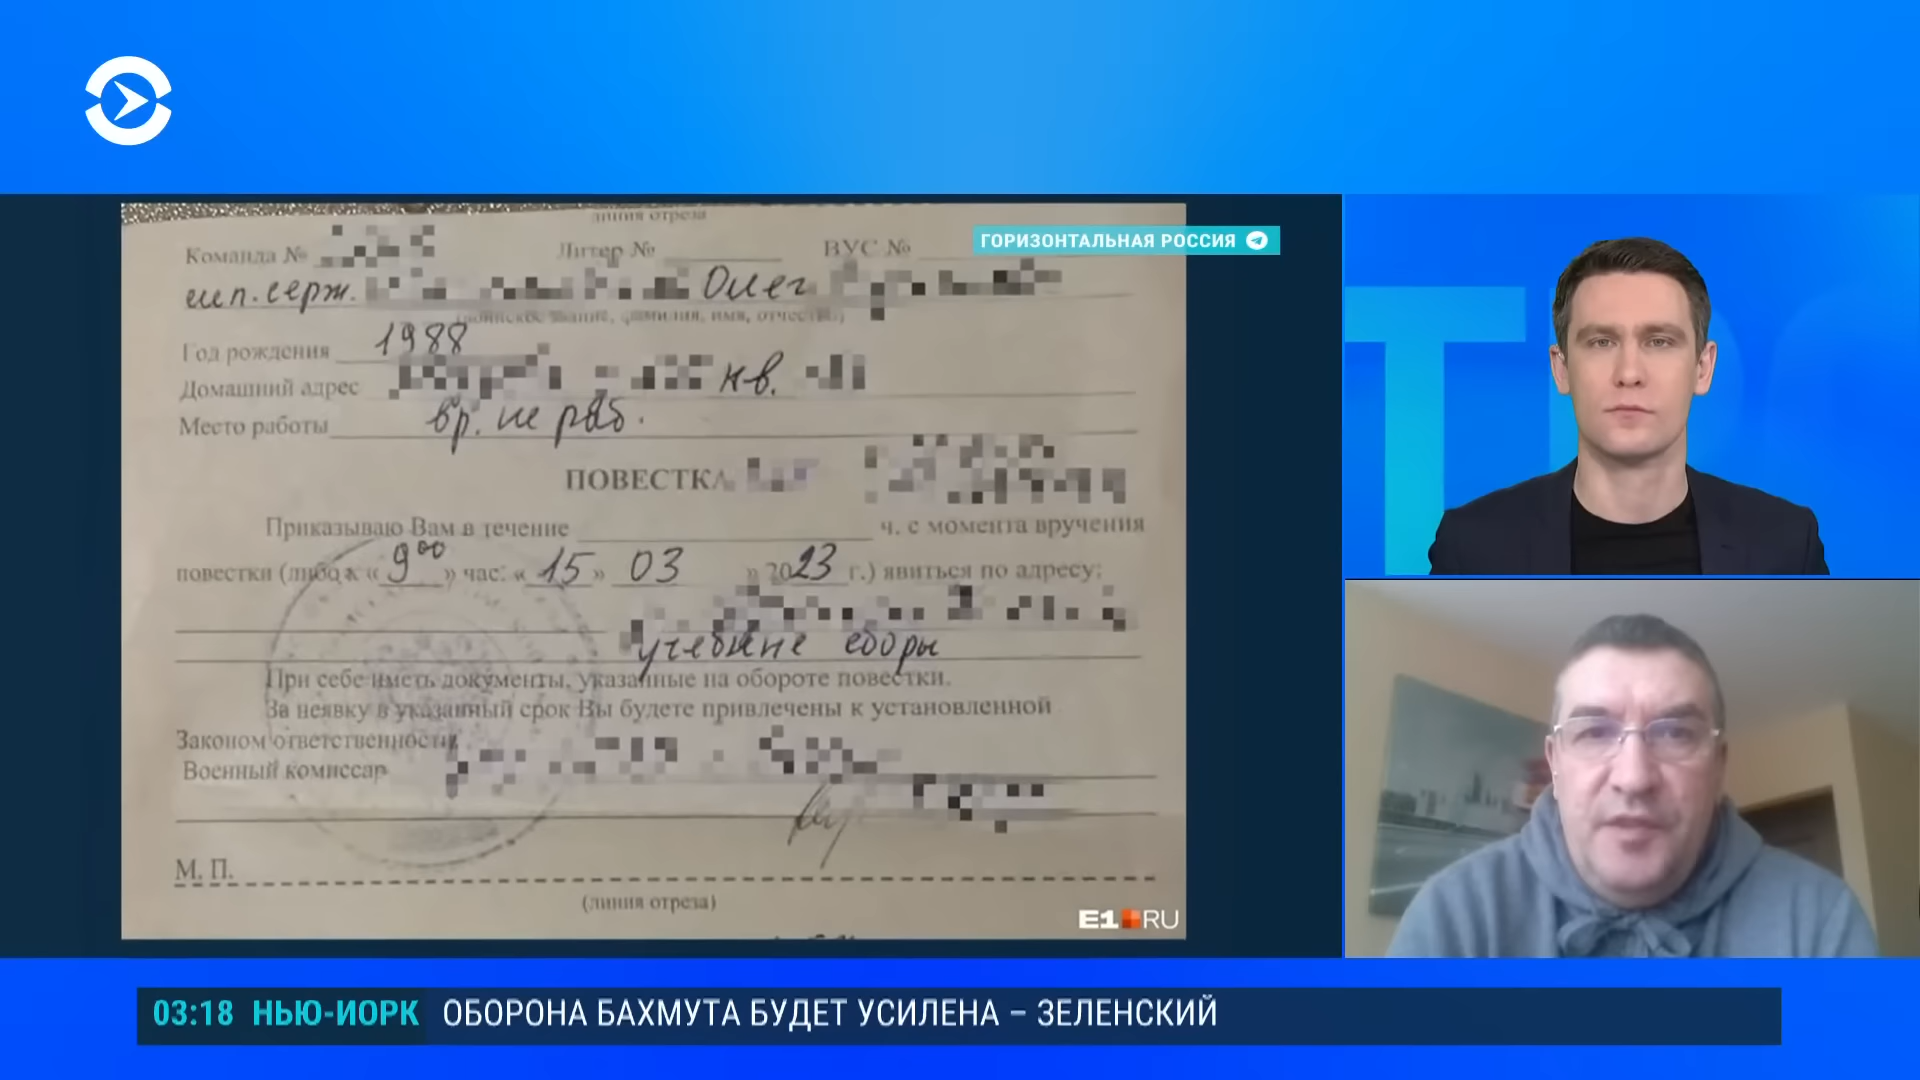 линия отреза
ГОРИЗОНТАЛЬНАЯ РОССИЯ
Команда № Литер № ВУС №
мл. серж. Олег
(воинское звание, фамилия, имя, отчество)
Год рождения 1988
Домашний адрес кв.
Место работы вр. не раб.
ПОВЕСТКА
Приказываю Вам в течение ч. с момента вручения
повестки (либо к « 9 00 » час. « 15 » 03 » 2023 г.) явиться по адресу:
учебные сборы
При себе иметь документы, указанные на обороте повестки.
За неявку в указанный срок Вы будете привлечены к установленной
Законом ответственности
Военный комиссар
М. П.
(линия отреза)
E1 RU
ТРО
03:18 НЬЮ-ЙОРК ОБОРОНА БАХМУТА БУДЕТ УСИЛЕНА – ЗЕЛЕНСКИЙ